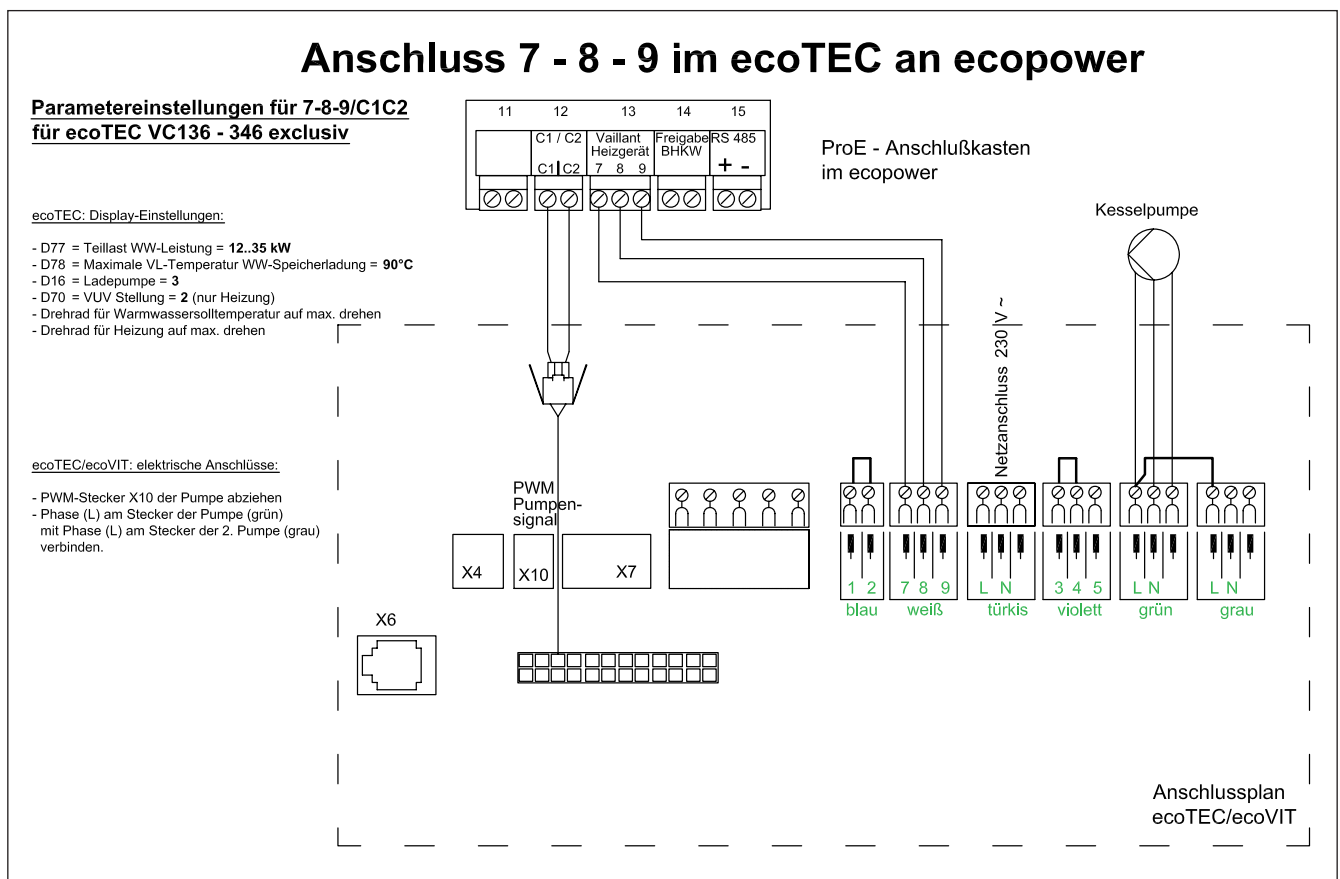 Anschluss 7 - 8 - 9 im ecoTEC an ecopower
Parametereinstellungen für 7-8-9/C1C2
für ecoTEC VC136 - 346 exclusiv
11 12 13 14 15
C1 / C2 Vaillant Freigabe RS 485
Heizgerät BHKW
C1 C2 7 8 9 + -
ProE - Anschlußkasten
im ecopower
Kesselpumpe
ecoTEC: Display-Einstellungen:
- D77 = Teillast WW-Leistung = 12..35 kW
- D78 = Maximale VL-Temperatur WW-Speicherladung = 90°C
- D16 = Ladepumpe = 3
- D70 = VUV Stellung = 2 (nur Heizung)
- Drehrad für Warmwassersolltemperatur auf max. drehen
- Drehrad für Heizung auf max. drehen
Netzanschluss 230 V ~
ecoTEC/ecoVIT: elektrische Anschlüsse:
- PWM-Stecker X10 der Pumpe abziehen
- Phase (L) am Stecker der Pumpe (grün)
mit Phase (L) am Stecker der 2. Pumpe (grau)
verbinden.
PWM
Pumpen-
signal
X4 X10 X7
1 2 7 8 9 L N 3 4 5 L N L N
blau weiß türkis violett grün grau
X6
Anschlussplan
ecoTEC/ecoVIT